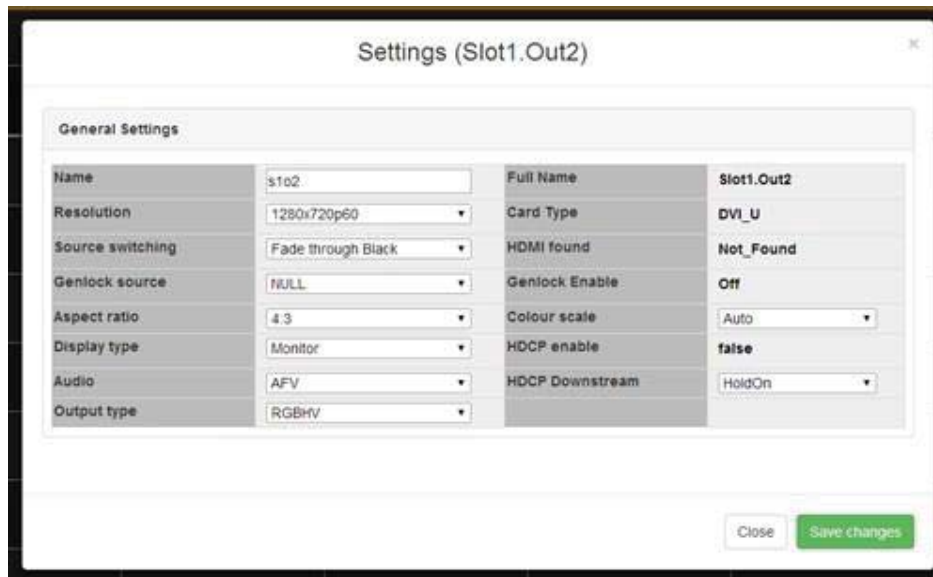 Settings (Slot1.Out2)
×
General Settings
Name s1o2 Full Name Slot1.Out2
Resolution 1280x720p60 Card Type DVI_U
Source switching Fade through Black HDMI found Not_Found
Genlock source NULL Genlock Enable Off
Aspect ratio 4:3 Colour scale Auto
Display type Monitor HDCP enable false
Audio AFV HDCP Downstream HoldOn
Output type RGBHV
Close Save changes